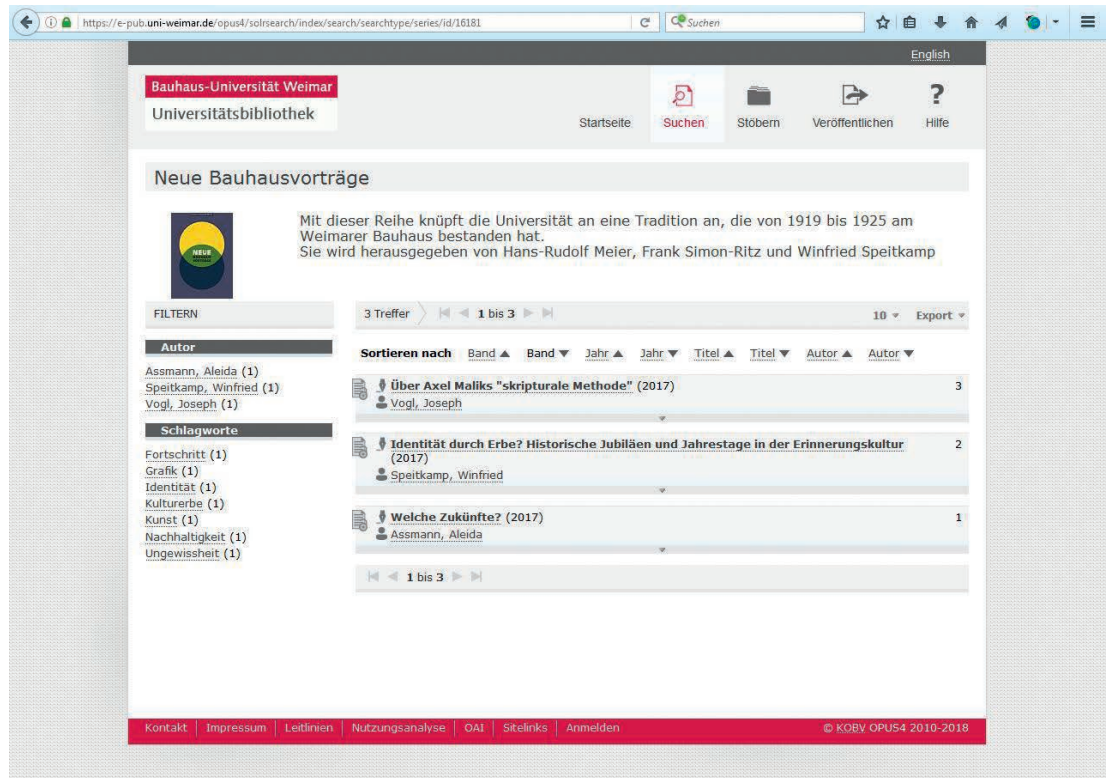 https://e-pub.uni-weimar.de/opus4/solrsearch/index/search/searchtype/series/id/16181
Suchen
English
Bauhaus-Universität Weimar
Universitätsbibliothek
Startseite
Suchen
Stöbern
Veröffentlichen
Hilfe
Neue Bauhausvorträge
NEUE
Mit dieser Reihe knüpft die Universität an eine Tradition an, die von 1919 bis 1925 am
Weimarer Bauhaus bestanden hat.
Sie wird herausgegeben von Hans-Rudolf Meier, Frank Simon-Ritz und Winfried Speitkamp
FILTERN
Autor
Assmann, Aleida (1)
Speitkamp, Winfried (1)
Vogl, Joseph (1)
Schlagworte
Fortschritt (1)
Grafik (1)
Identität (1)
Kulturerbe (1)
Kunst (1)
Nachhaltigkeit (1)
Ungewissheit (1)
3 Treffer 1 bis 3 10 Export
Sortieren nach Band ▲ Band ▼ Jahr ▲ Jahr ▼ Titel ▲ Titel ▼ Autor ▲ Autor ▼
Über Axel Maliks "skripturale Methode" (2017) 3
Vogl, Joseph
Identität durch Erbe? Historische Jubiläen und Jahrestage in der Erinnerungskultur 2
(2017)
Speitkamp, Winfried
Welche Zukünfte? (2017) 1
Assmann, Aleida
1 bis 3
Kontakt | Impressum | Leitlinien | Nutzungsanalyse | OAI | Sitelinks | Anmelden © KOBV OPUS4 2010-2018